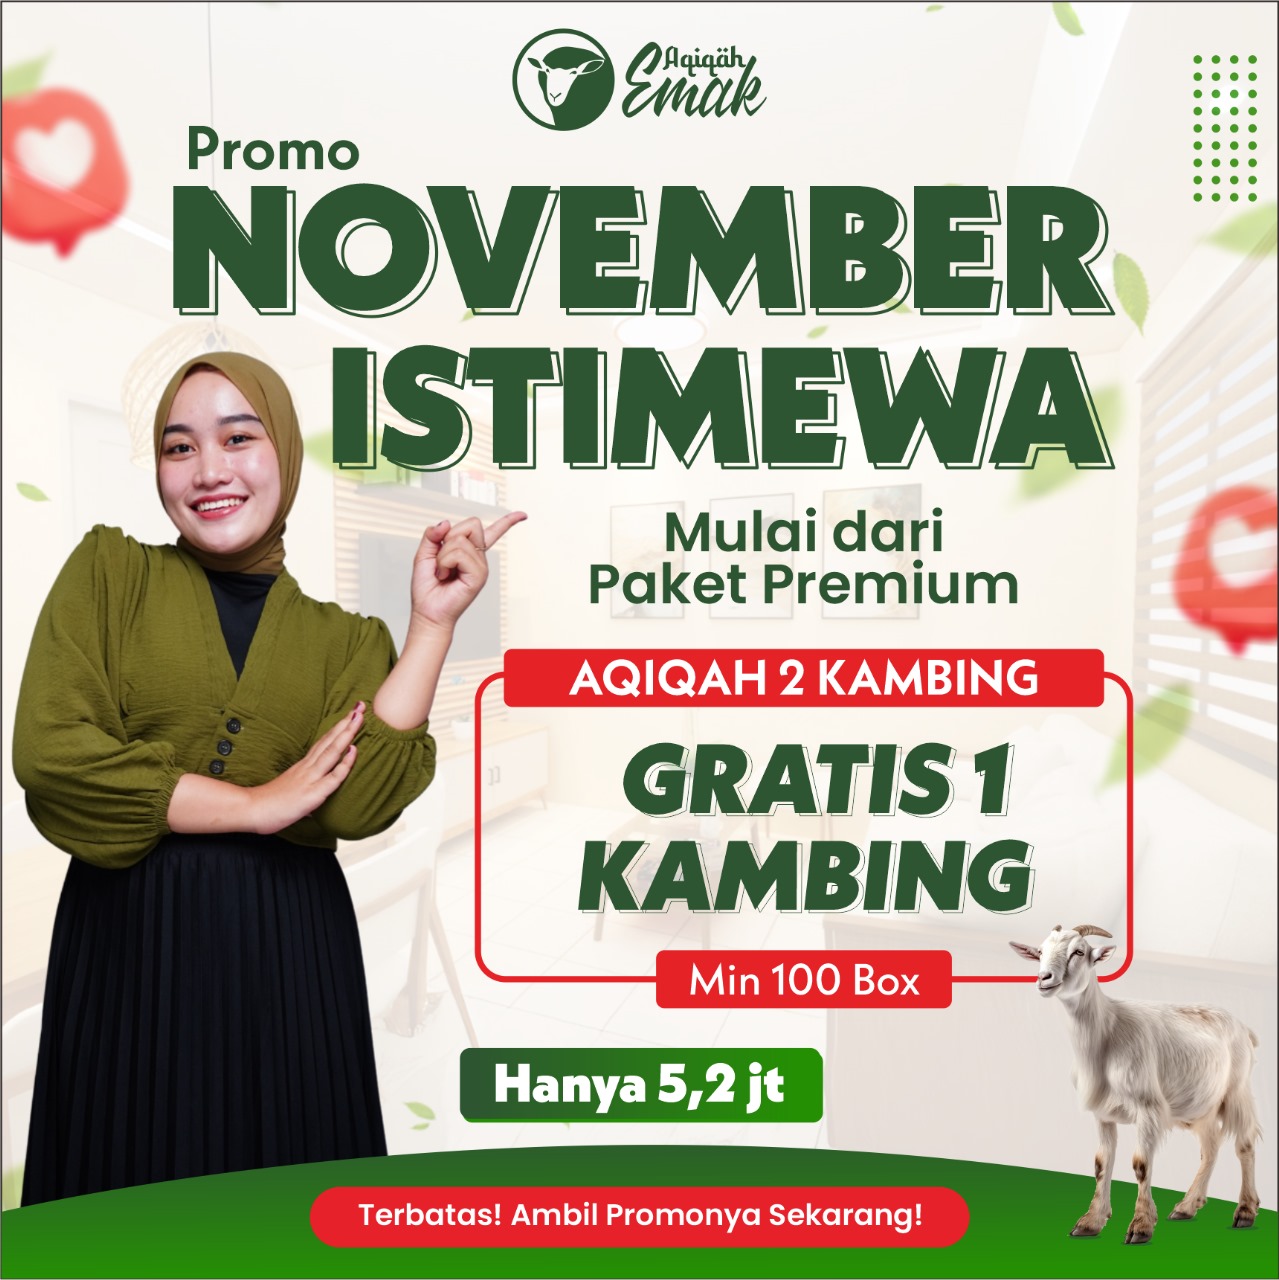 Aqiqäh
Emak
Promo
NOVEMBER
ISTIMEWA
Mulai dari
Paket Premium
AQIQAH 2 KAMBING
GRATIS 1
KAMBING
Min 100 Box
Hanya 5,2 jt
Terbatas! Ambil Promonya Sekarang!